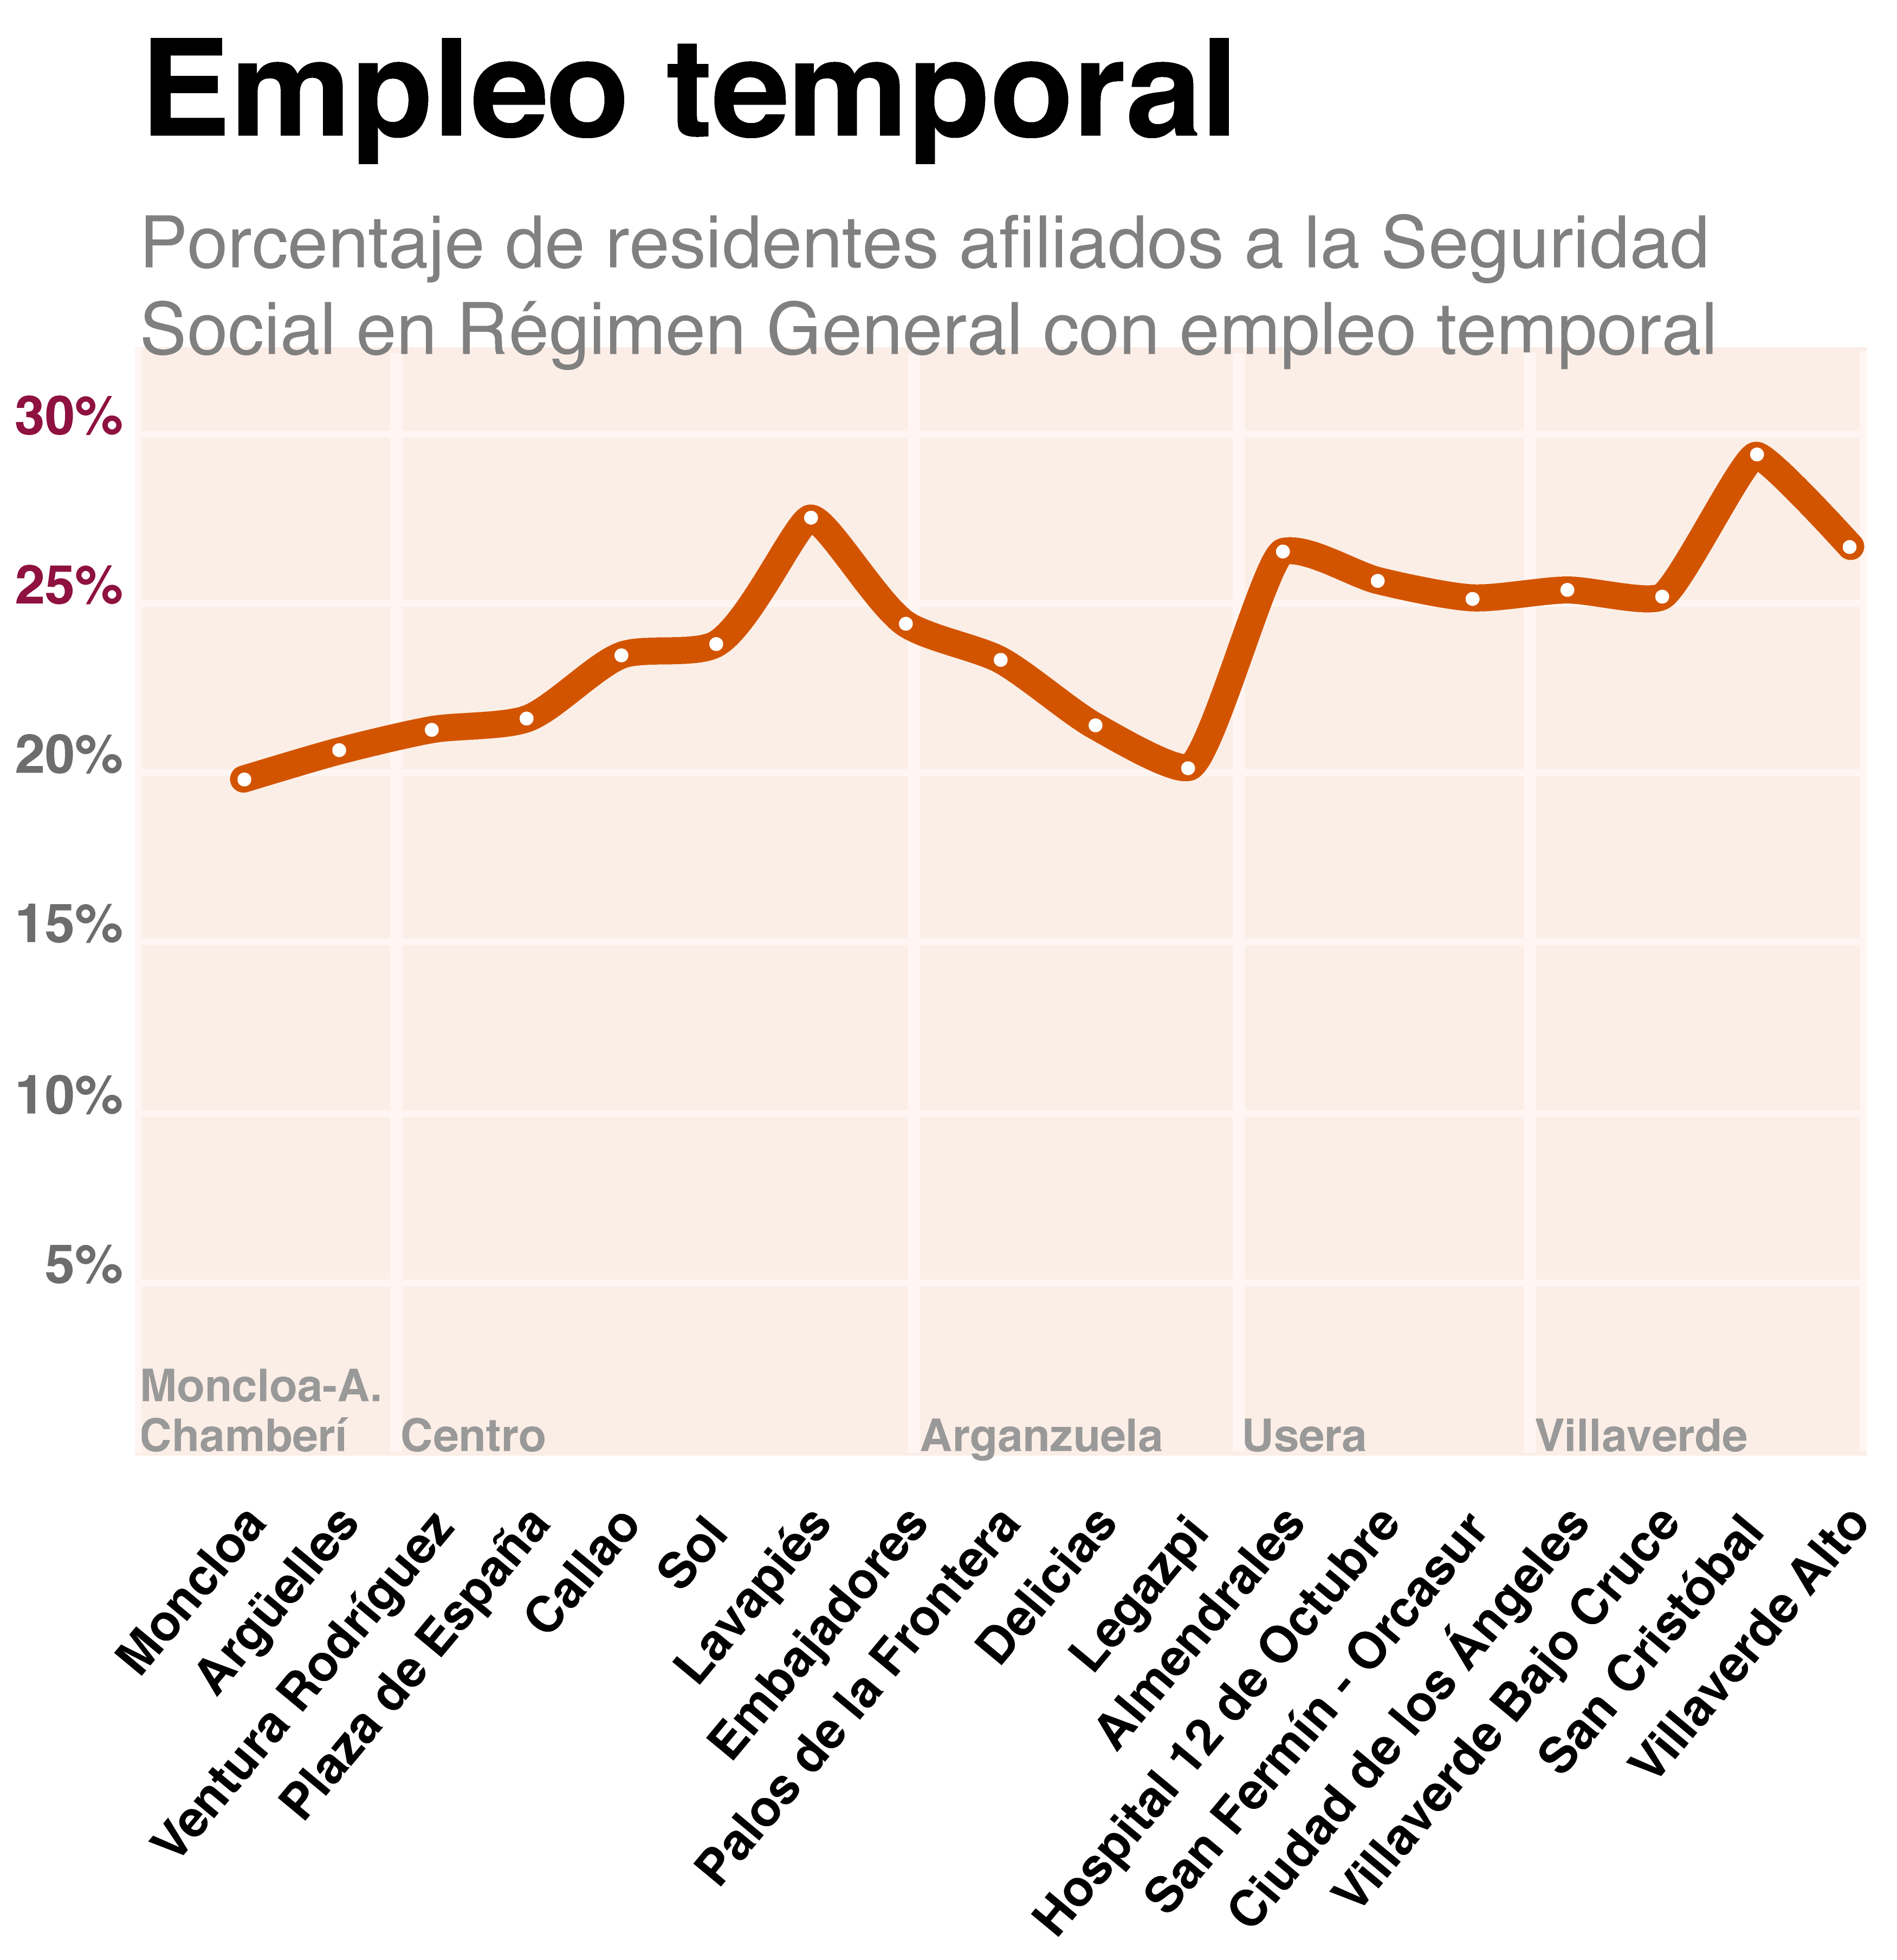 Empleo temporal
Porcentaje de residentes afiliados a la Seguridad
Social en Régimen General con empleo temporal
30%
25%
20%
15%
10%
5%
Moncloa-A.
Chamberí
Centro
Arganzuela
Usera
Villaverde
Moncloa
Argüelles
Ventura Rodríguez
Plaza de España
Callao
Sol
Lavapiés
Embajadores
Palos de la Frontera
Delicias
Legazpi
Almendrales
Hospital 12 de Octubre
San Fermín - Orcasur
Ciudad de los Ángeles
Villaverde Bajo Cruce
San Cristóbal
Villaverde Alto